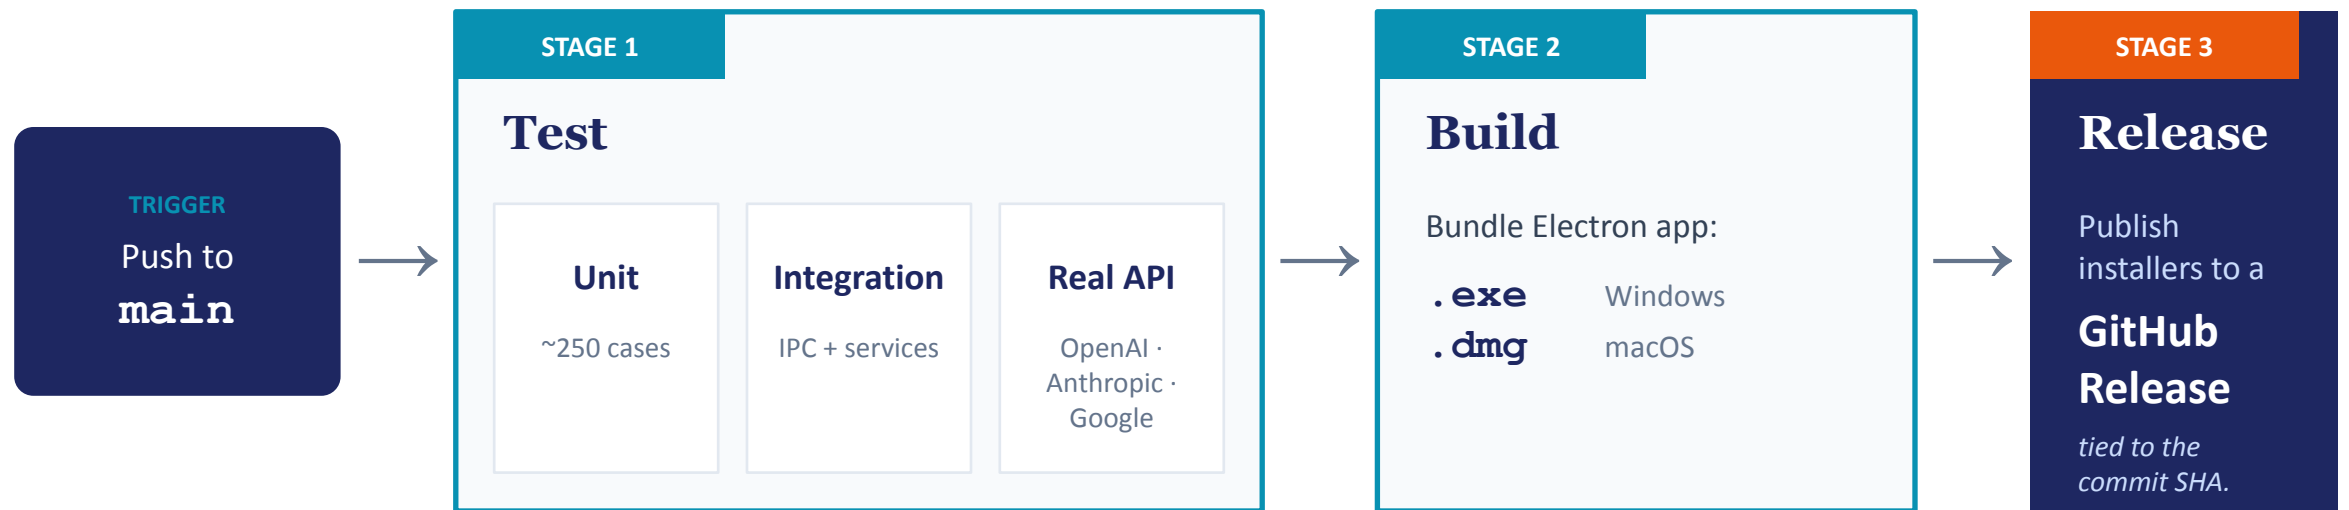 TRIGGER
Push to
main
STAGE 1
Test
Unit
~250 cases
Integration
IPC + services
Real API
OpenAI ·
Anthropic ·
Google
STAGE 2
Build
Bundle Electron app:
.exe Windows
.dmg macOS
STAGE 3
Release
Publish
installers to a
GitHub
Release
tied to the
commit SHA.